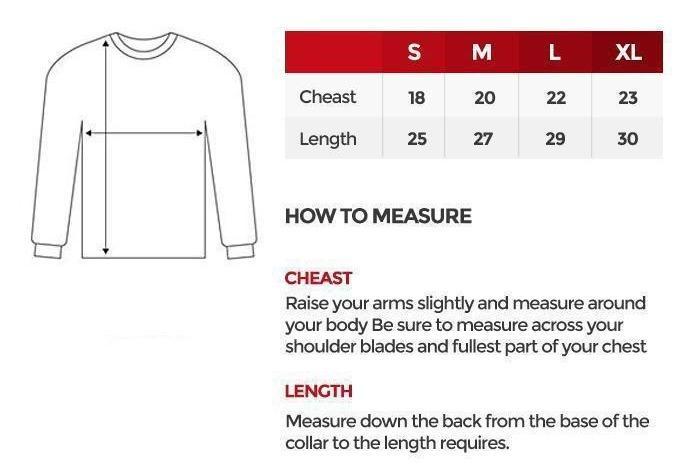 S M L XL
Cheast 18 20 22 23
Length 25 27 29 30
HOW TO MEASURE
CHEAST
Raise your arms slightly and measure around
your body Be sure to measure across your
shoulder blades and fullest part of your chest
LENGTH
Measure down the back from the base of the
collar to the length requires.